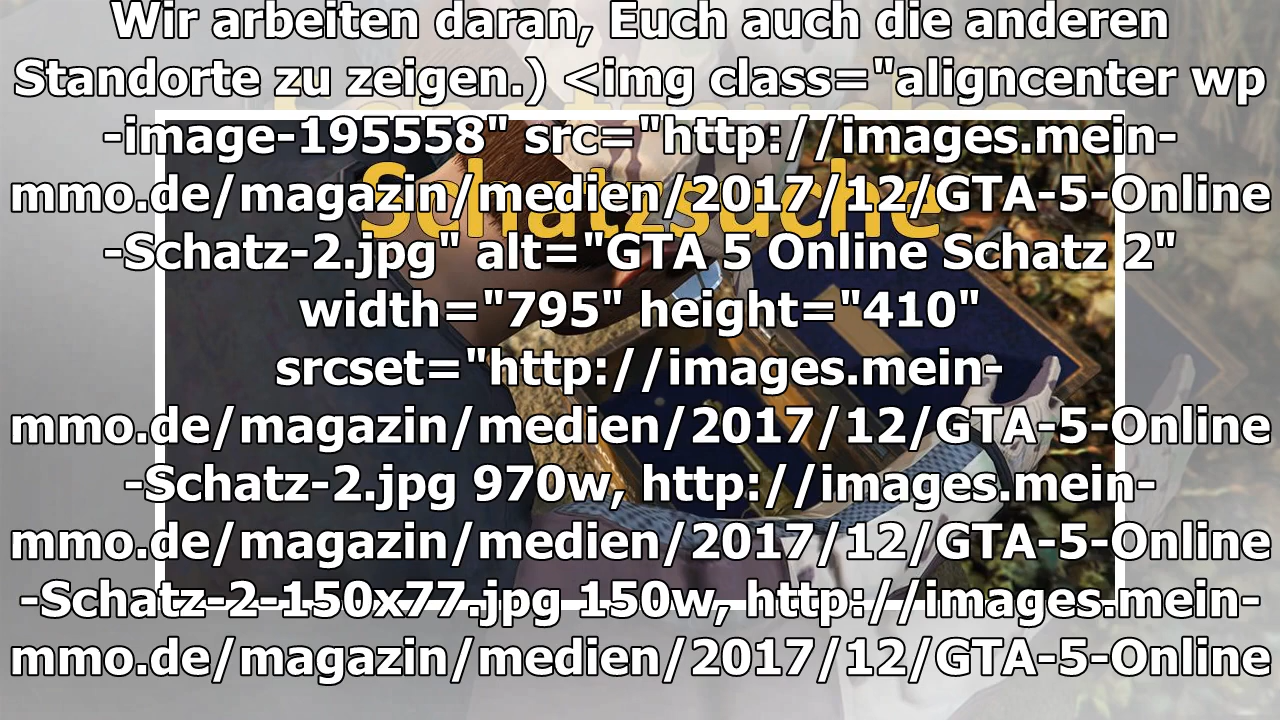 Wir arbeiten daran, Euch auch die anderen
Standorte zu zeigen.) <img class="aligncenter wp
-image-195558" src="http://images.mein-
mmo.de/magazin/medien/2017/12/GTA-5-Online
Schatzsuche
-Schatz-2.jpg" alt="GTA 5 Online Schatz 2"
width="795" height="410"
srcset="http://images.mein-
mmo.de/magazin/medien/2017/12/GTA-5-Online
-Schatz-2.jpg 970w, http://images.mein-
mmo.de/magazin/medien/2017/12/GTA-5-Online
-Schatz-2-150x77.jpg 150w, http://images.mein-
mmo.de/magazin/medien/2017/12/GTA-5-Online